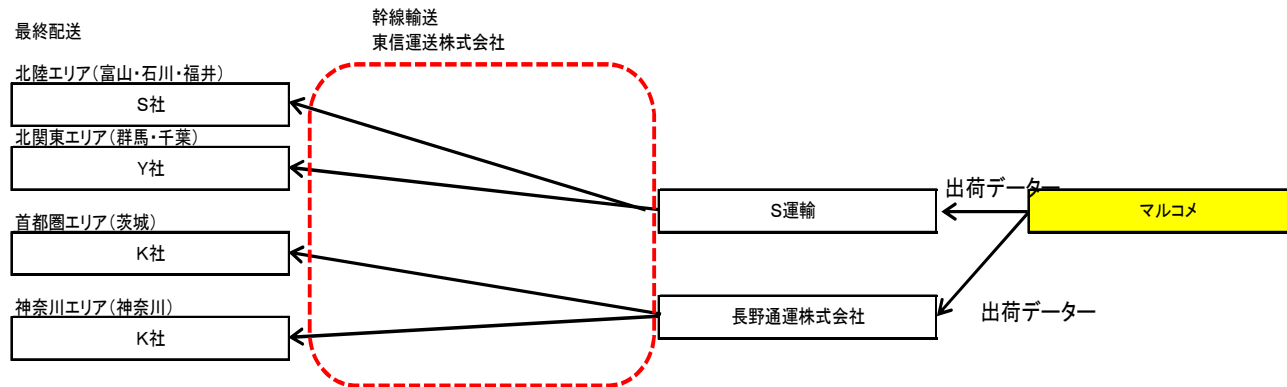 最終配送
幹線輸送
東信運送株式会社
北陸エリア(富山・石川・福井)
S社
北関東エリア(群馬・千葉)
Y社
出荷データー
S運輸
マルコメ
首都圏エリア(茨城)
K社
神奈川エリア(神奈川)
長野通運株式会社
出荷データー
K社